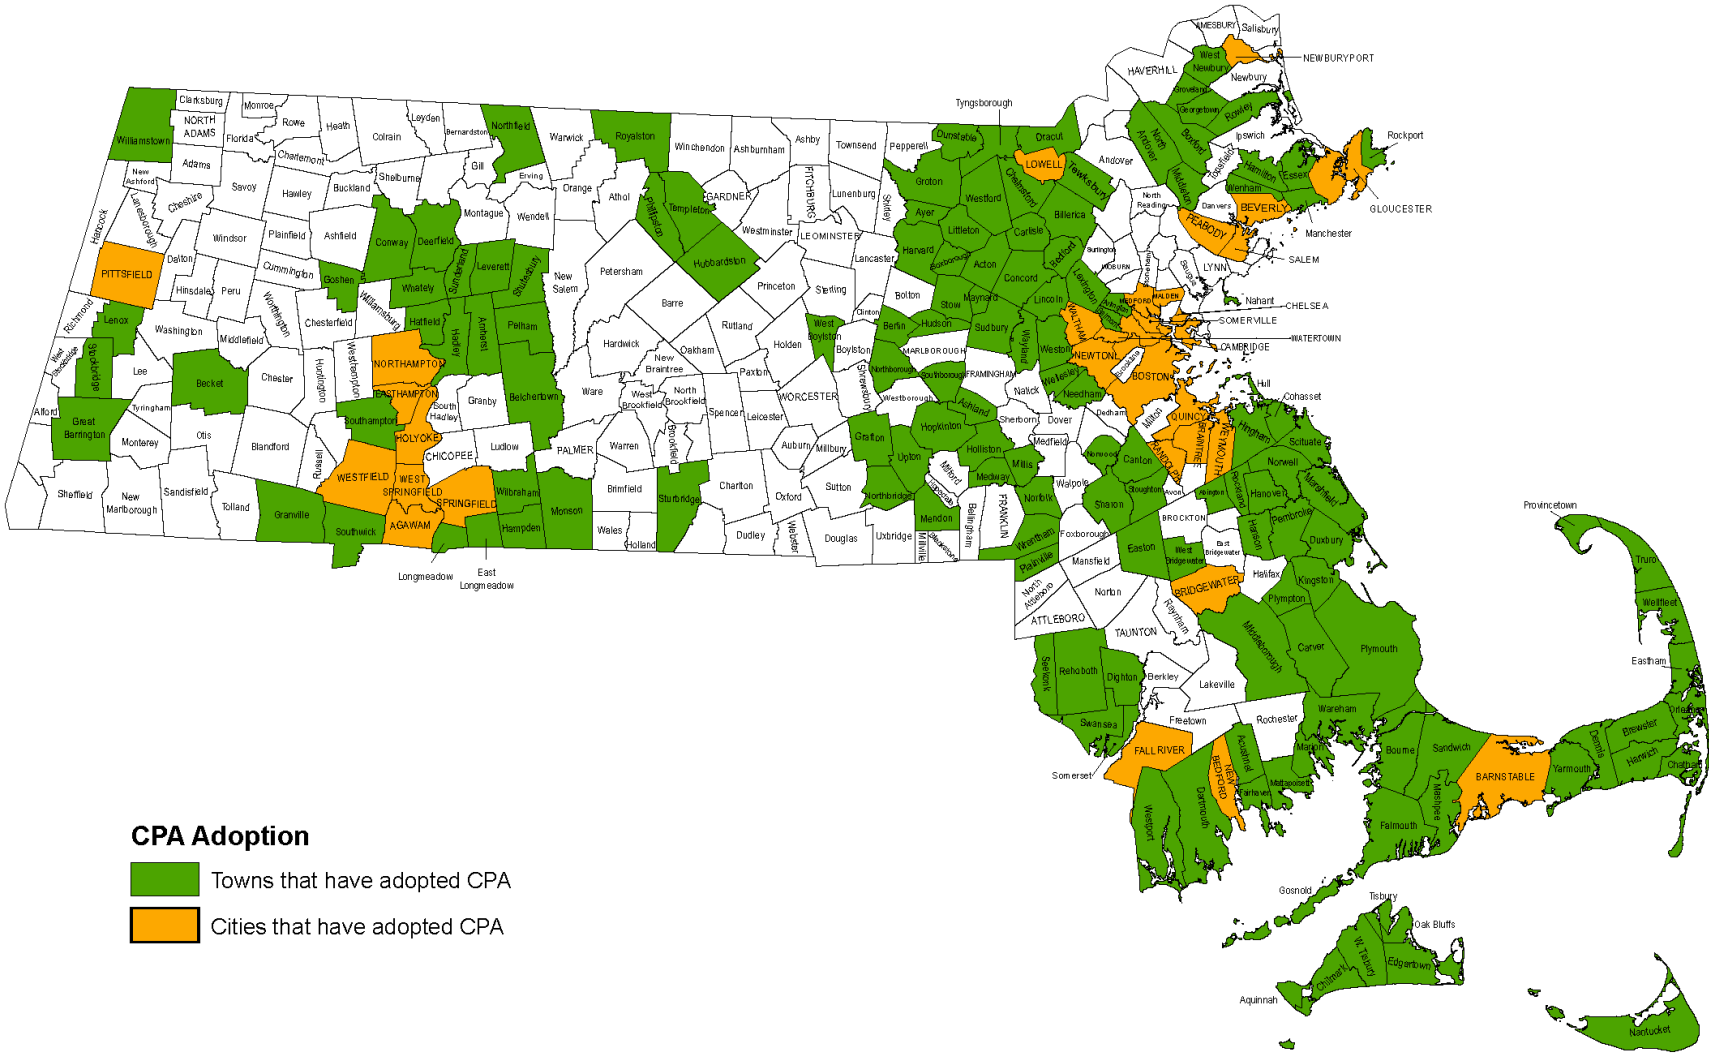 AMESBURY
Salisbury
West
Newbury
NEWBURYPORT
HAVERHILL
Newbury
Groveland
Georgetown
Rowley
Clarksburg
Monroe
NORTH
ADAMS
Florida
Rowe
Heath
Colrain
Leyden
Bernardston
Northfield
Warwick
Royalston
Winchendon
Ashburnham
Ashby
Townsend
Pepperell
Dunstable
Tyngsborough
Dracut
LOWELL
Tewksbury
Andover
North
Andover
Boxford
Ipswich
Topsfield
Hamilton
Essex
Rockport
GLOUCESTER
Williamstown
New
Ashford
Adams
Savoy
Charlemont
Hawley
Buckland
Shelburne
Gill
Erving
Orange
Athol
Phillipston
Templeton
GARDNER
Westminster
FITCHBURG
Lunenburg
Shirley
Groton
Westford
Chelmsford
Billerica
Middleton
North
Reading
Danvers
Wenham
BEVERLY
Manchester
PEABODY
SALEM
Hancock
Lanesborough
Cheshire
Windsor
Plainfield
Ashfield
Conway
Deerfield
Montague
Wendell
Ayer
Littleton
Carlisle
Harvard
Boxborough
Acton
Concord
Bedford
Burlington
WOBURN
Stoneham
Saugus
LYNN
Nahant
PITTSFIELD
Dalton
Hinsdale
Peru
Cummington
Worthington
Goshen
Williamsburg
Whately
Sunderland
Leverett
Shutesbury
New
Salem
Petersham
Hubbardston
Princeton
LEOMINSTER
Sterling
Lancaster
Bolton
Clinton
Stow
Maynard
Lincoln
Lexington
Arlington
Belmont
MEDFORD
MALDEN
CHELSEA
SOMERVILLE
WATERTOWN
CAMBRIDGE
Richmond
Lenox
Washington
Middlefield
Chesterfield
Hatfield
Hadley
Amherst
Pelham
Barre
Rutland
Holden
West
Boylston
Boylston
Berlin
Hudson
Sudbury
Wayland
Weston
WALTHAM
NEWTON
Brookline
BOSTON
West
Stockbridge
Stockbridge
Lee
Becket
Chester
Huntington
Westhampton
NORTHAMPTON
EASTHAMPTON
Hardwick
New
Braintree
Oakham
Paxton
WORCESTER
Shrewsbury
Northborough
MARLBOROUGH
Southborough
FRAMINGHAM
Westborough
Natick
Wellesley
Needham
Dedham
Milton
QUINCY
Hull
Cohasset
Alford
Great
Barrington
Tyringham
Monterey
Otis
Blandford
Russell
Southampton
HOLYOKE
South
Hadley
Granby
Belchertown
Ludlow
CHICOPEE
Ware
West
Brookfield
North
Brookfield
Brookfield
Spencer
Leicester
Auburn
Millbury
Grafton
Upton
Hopkinton
Ashland
Sherborn
Holliston
Dover
Medfield
Millis
Medway
Norwood
Canton
RANDOLPH
BRAINTREE
WEYMOUTH
Hingham
Scituate
Norwell
PALMER
Warren
Sheffield
New
Marlborough
Sandisfield
Tolland
Granville
WESTFIELD
WEST
SPRINGFIELD
SPRINGFIELD
AGAWAM
Southwick
Wilbraham
Hampden
Monson
Brimfield
Wales
Holland
Sturbridge
Charlton
Dudley
Oxford
Webster
Sutton
Douglas
Northbridge
Uxbridge
Mendon
Millville
Blackstone
Milford
Hopedale
Bellingham
FRANKLIN
Norfolk
Walpole
Wrentham
Plainville
Foxborough
Sharon
Stoughton
Avon
BROCKTON
Abington
Rockland
Hanover
Marshfield
Pembroke
Hanson
Duxbury
Longmeadow
East
Longmeadow
Easton
West
Bridgewater
East
Bridgewater
BRIDGEWATER
Halifax
Kingston
Plympton
Mansfield
Norton
North
Attleboro
ATTLEBORO
TAUNTON
Raynham
Middleborough
Carver
Plymouth
Seekonk
Rehoboth
Dighton
Berkley
Lakeville
Swansea
Freetown
Rochester
Wareham
Somerset
FALL RIVER
NEW
BEDFORD
Acushnet
Marion
Mattapoisett
Fairhaven
Westport
Dartmouth
Bourne
Sandwich
Mashpee
Falmouth
BARNSTABLE
Yarmouth
Dennis
Brewster
Harwich
Chatham
Orleans
Eastham
Wellfleet
Truro
Provincetown
Gosnold
Tisbury
Oak Bluffs
W. Tisbury
Chilmark
Edgartown
Aquinnah
Nantucket
CPA Adoption
Towns that have adopted CPA
Cities that have adopted CPA